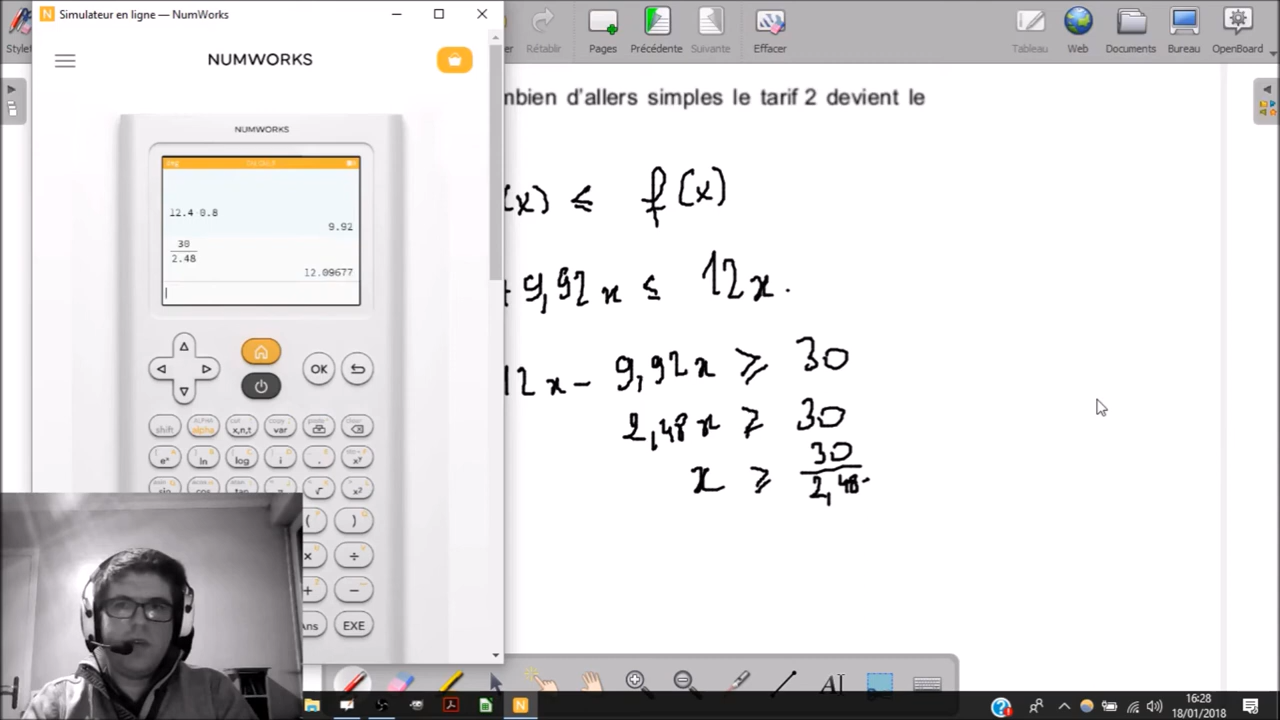 Simulateur en ligne — NumWorks
NUMWORKS
Rétablir
Pages
Précédente
Suivante
Effacer
Tableau
Web
Documents
Bureau
OpenBoard
mbien d'allers simples le tarif 2 devient le
(x) ≤ f(x)
+ 9,92x ≤ 12x.
12x - 9,92x ≥ 30
2,48x ≥ 30
x ≥ 30/2,48
NUMWORKS
12.4·0.8
9.92
30
2.48
12.09677
OK
shift
alpha
x,n,t
var
ln
log
i
,
√
x²
(
)
×
÷
+
−
Ans
EXE
16:28
18/01/2018